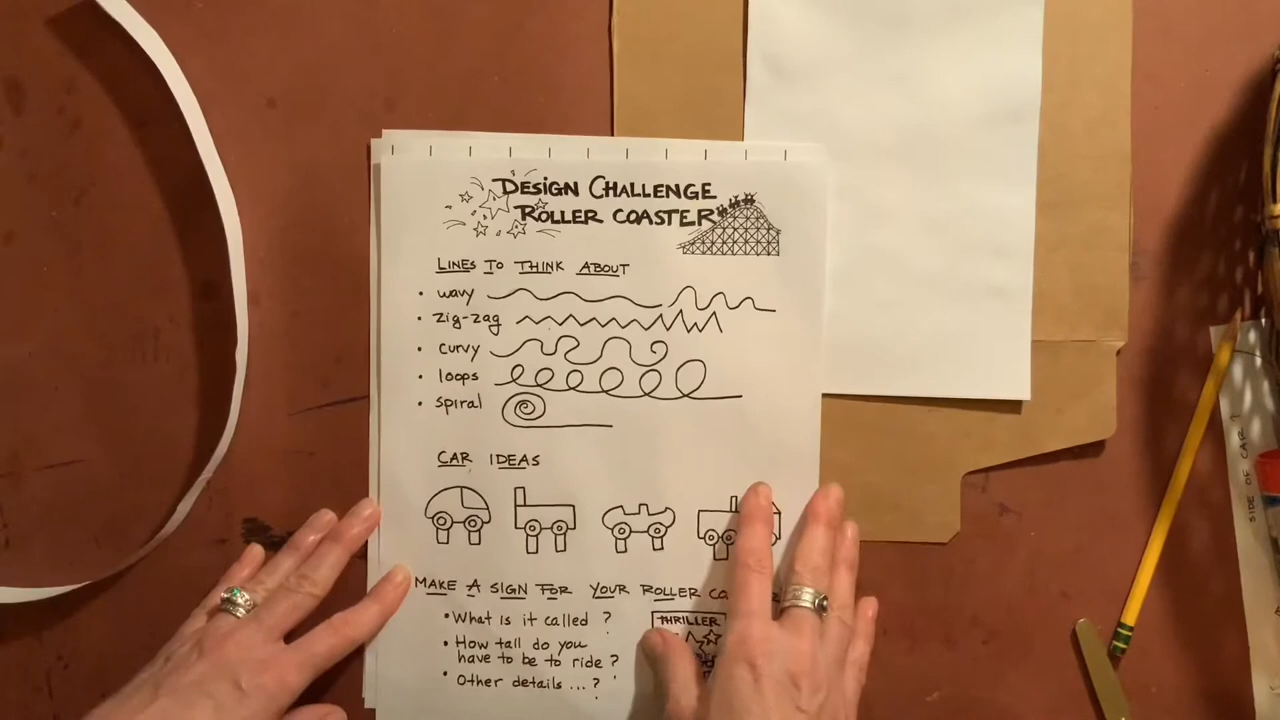 DESIGN CHALLENGE
ROLLER COASTER
LINES TO THINK ABOUT
• wavy
• zig-zag
• curvy
• loops
• spiral
CAR IDEAS
MAKE A SIGN FOR YOUR ROLLER
• What is it called ?
THRILLER
• How tall do you
have to be to ride ?
• Other details ... ?
SIDE OF CAR